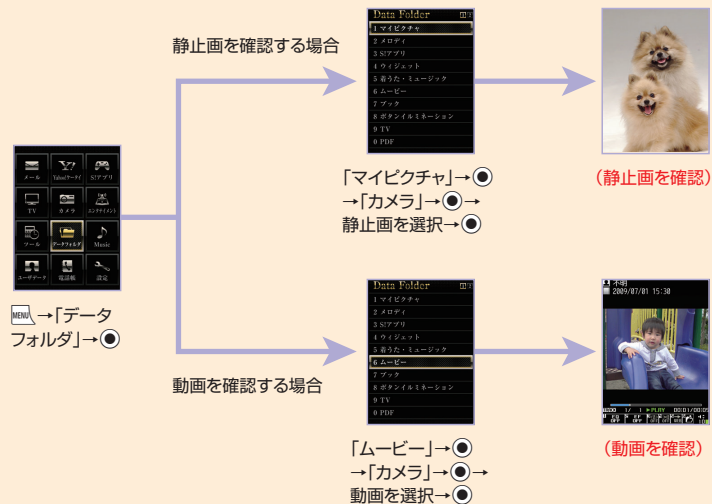 静止画を確認する場合
Data Folder
1 マイピクチャ
2 メロディ
3 S!アプリ
4 ウィジェット
5 着うた・ミュージック
6 ムービー
7 ブック
8 ボタンイルミネーション
9 TV
0 PDF
「マイピクチャ」→
→「カメラ」→ →
静止画を選択→
(静止画を確認)
メール
Yahoo!ケータイ
S!アプリ
TV
カメラ
エンタテイメント
ツール
データフォルダ
Music
ユーザデータ
電話帳
設定
MENU →「データ
フォルダ」→
動画を確認する場合
Data Folder
1 マイピクチャ
2 メロディ
3 S!アプリ
4 ウィジェット
5 着うた・ミュージック
6 ムービー
7 ブック
8 ボタンイルミネーション
9 TV
0 PDF
「ムービー」→
→「カメラ」→ →
動画を選択→
不明
2009/07/01 15:30
1/ 1 ►PLAY 00:01/00:05
(動画を確認)